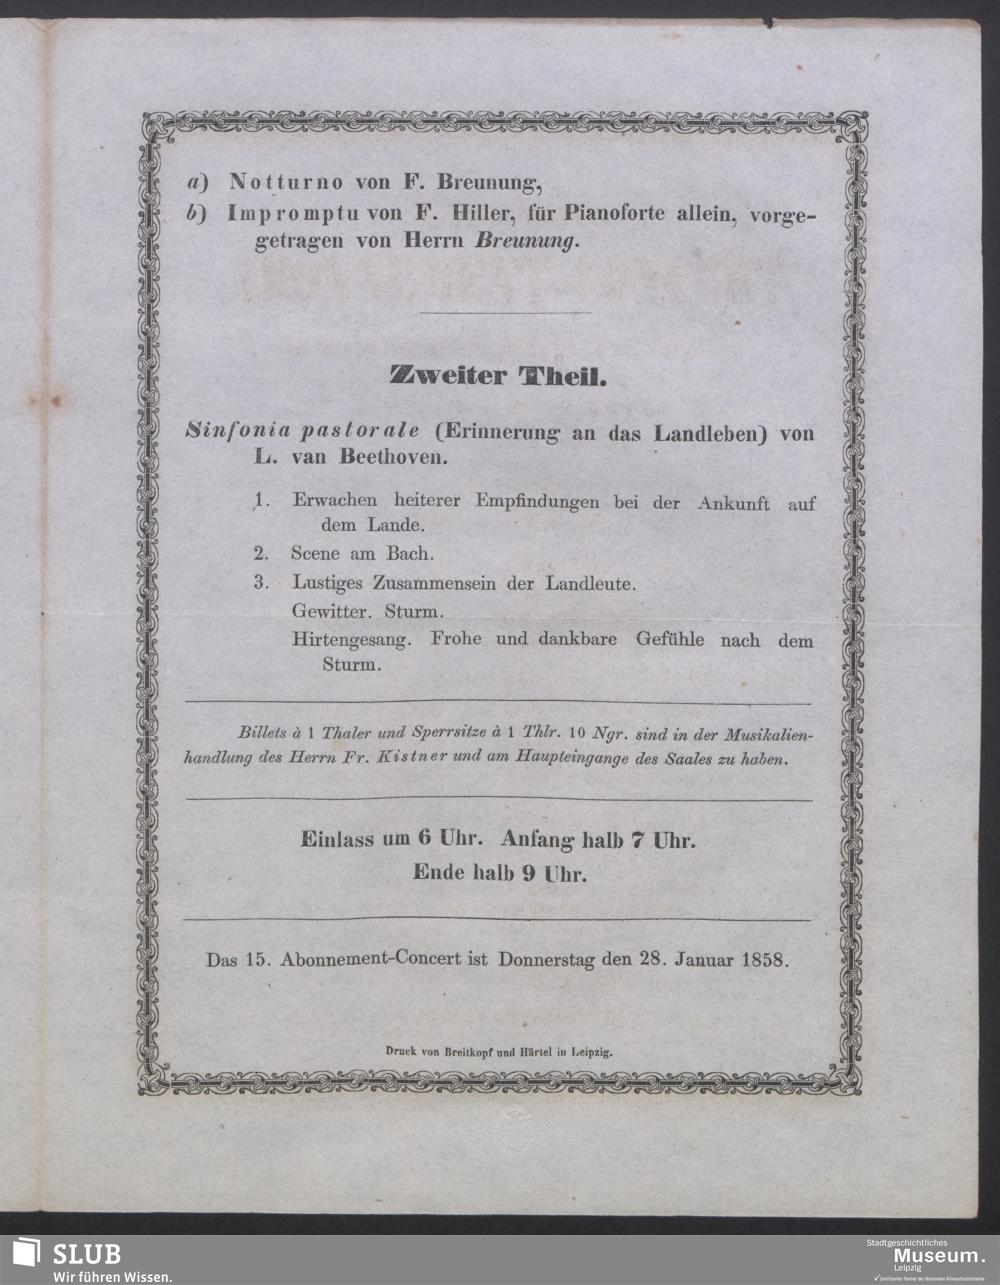 a) Notturno von F. Breunung,
b) Impromptu von F. Hiller, für Pianoforte allein, vorge-
getragen von Herrn Breunung.
Zweiter Theil.
Sinfonia pastorale (Erinnerung an das Landleben) von
L. van Beethoven.
1. Erwachen heiterer Empfindungen bei der Ankunft auf
dem Lande.
2. Scene am Bach.
3. Lustiges Zusammensein der Landleute.
Gewitter. Sturm.
Hirtengesang. Frohe und dankbare Gefühle nach dem
Sturm.
Billets à 1 Thaler und Sperrsitze à 1 Thlr. 10 Ngr. sind in der Musikalien-
handlung des Herrn Fr. Kistner und am Haupteingange des Saales zu haben.
Einlass um 6 Uhr. Anfang halb 7 Uhr.
Ende halb 9 Uhr.
Das 15. Abonnement-Concert ist Donnerstag den 28. Januar 1858.
Druck von Breitkopf und Härtel in Leipzig.
SLUB
Wir führen Wissen.
Stadtgeschichtliches
Museum.
Leipzig
Zertifizierter Partner der Nationalen Klimaschutzinitiative